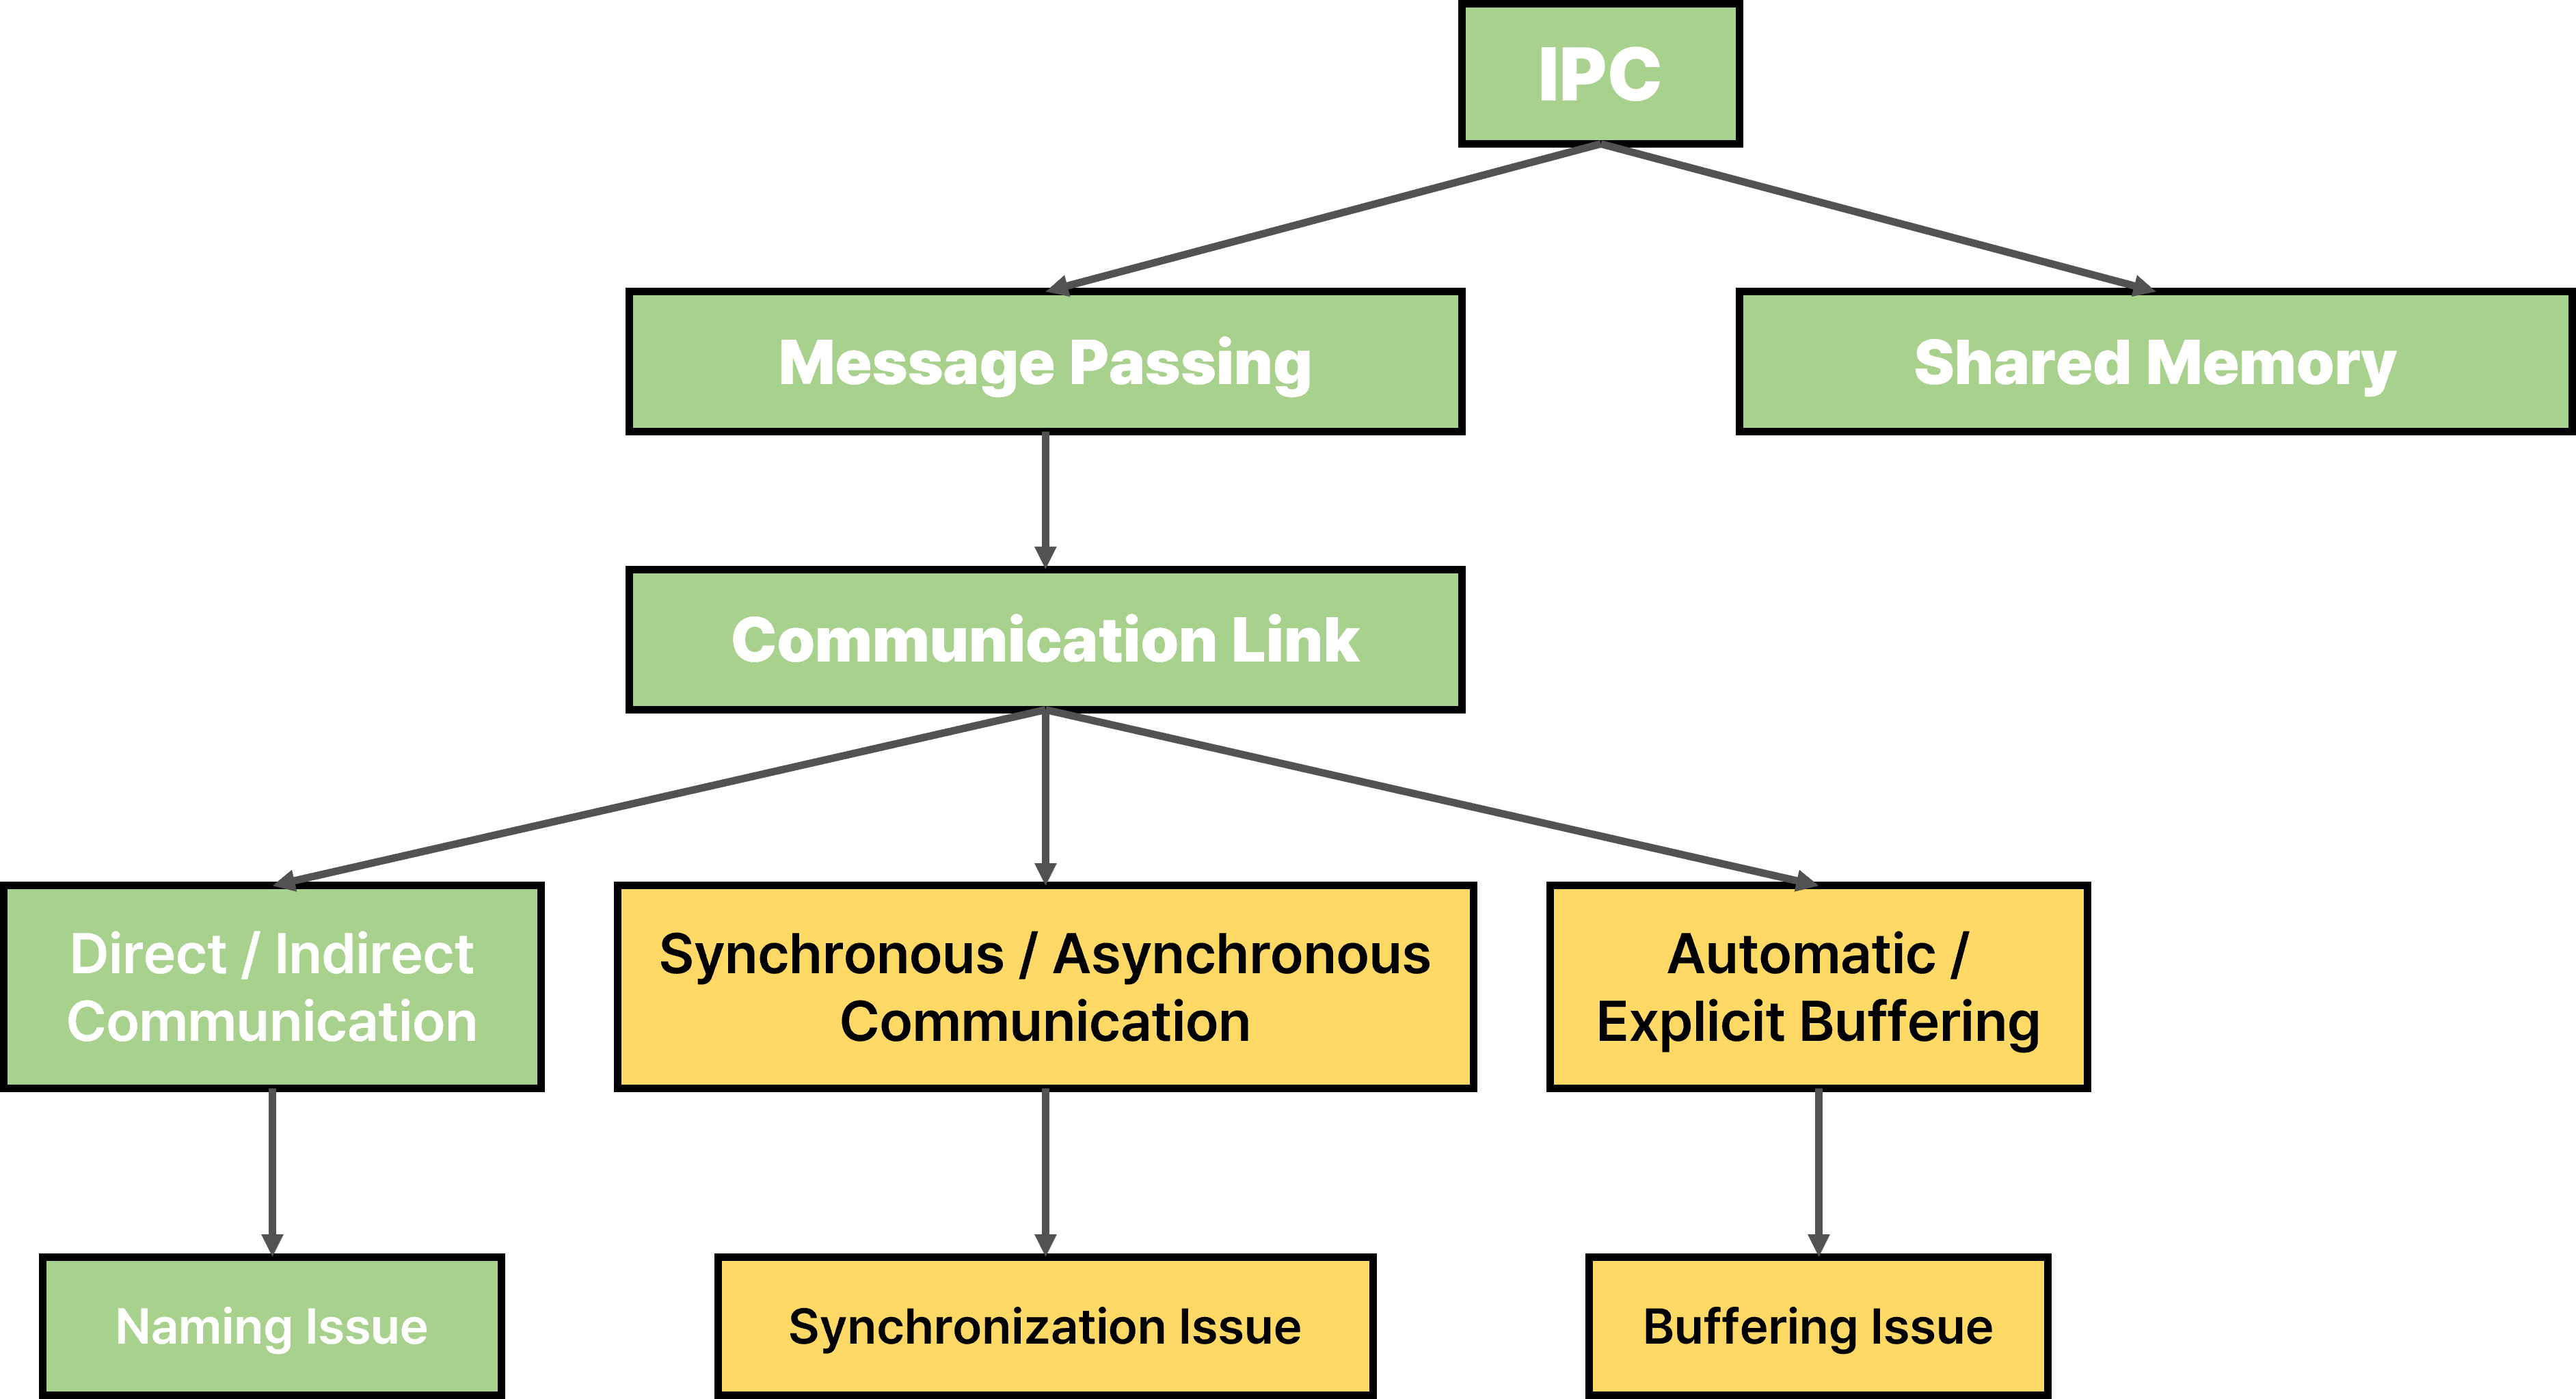 IPC
Message Passing
Shared Memory
Communication Link
Direct / Indirect
Communication
Synchronous / Asynchronous
Communication
Automatic /
Explicit Buffering
Naming Issue
Synchronization Issue
Buffering Issue